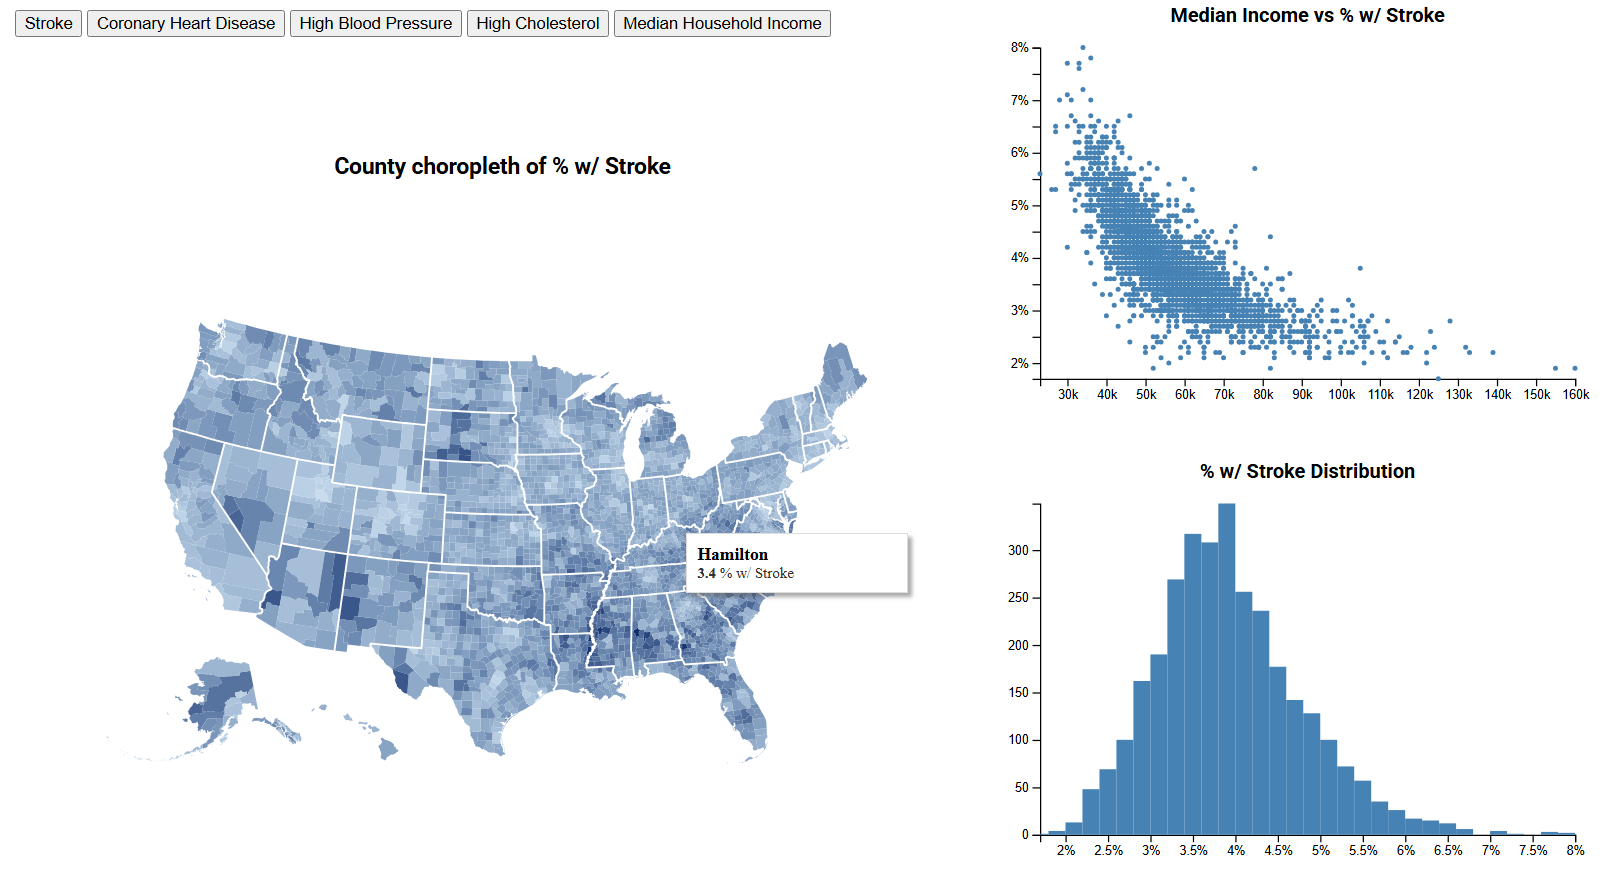 Stroke
Coronary Heart Disease
High Blood Pressure
High Cholesterol
Median Household Income
County choropleth of % w/ Stroke
Hamilton
3.4 % w/ Stroke
Median Income vs % w/ Stroke
8%
7%
6%
5%
4%
3%
2%
30k 40k 50k 60k 70k 80k 90k 100k 110k 120k 130k 140k 150k 160k
% w/ Stroke Distribution
300
250
200
150
100
50
0
2% 2.5% 3% 3.5% 4% 4.5% 5% 5.5% 6% 6.5% 7% 7.5% 8%